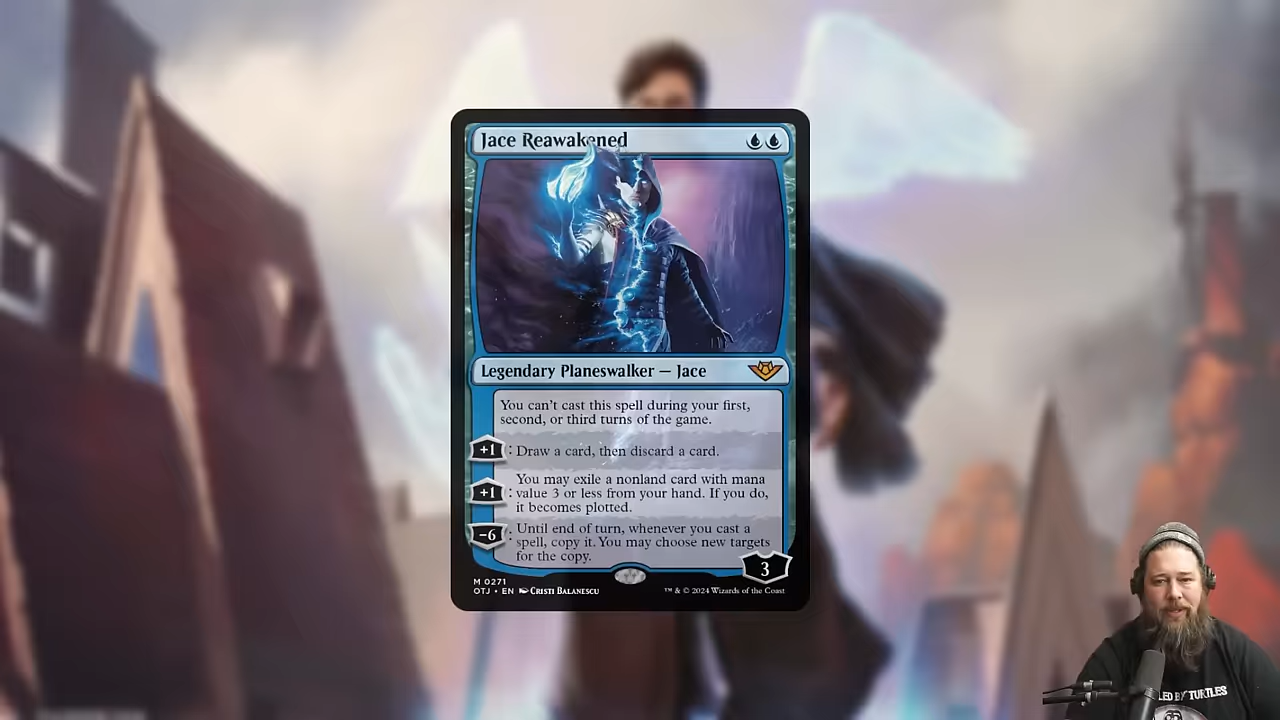 Jace Reawakened
Legendary Planeswalker — Jace
You can't cast this spell during your first,
second, or third turns of the game.
+1: Draw a card, then discard a card.
You may exile a nonland card with mana
+1: value 3 or less from your hand. If you do,
it becomes plotted.
Until end of turn, whenever you cast a
-6: spell, copy it. You may choose new targets
for the copy.
3
M 0271
OTJ • EN Cristi Balanescu ™ & © 2024 Wizards of the Coast
LED BY TURTLES